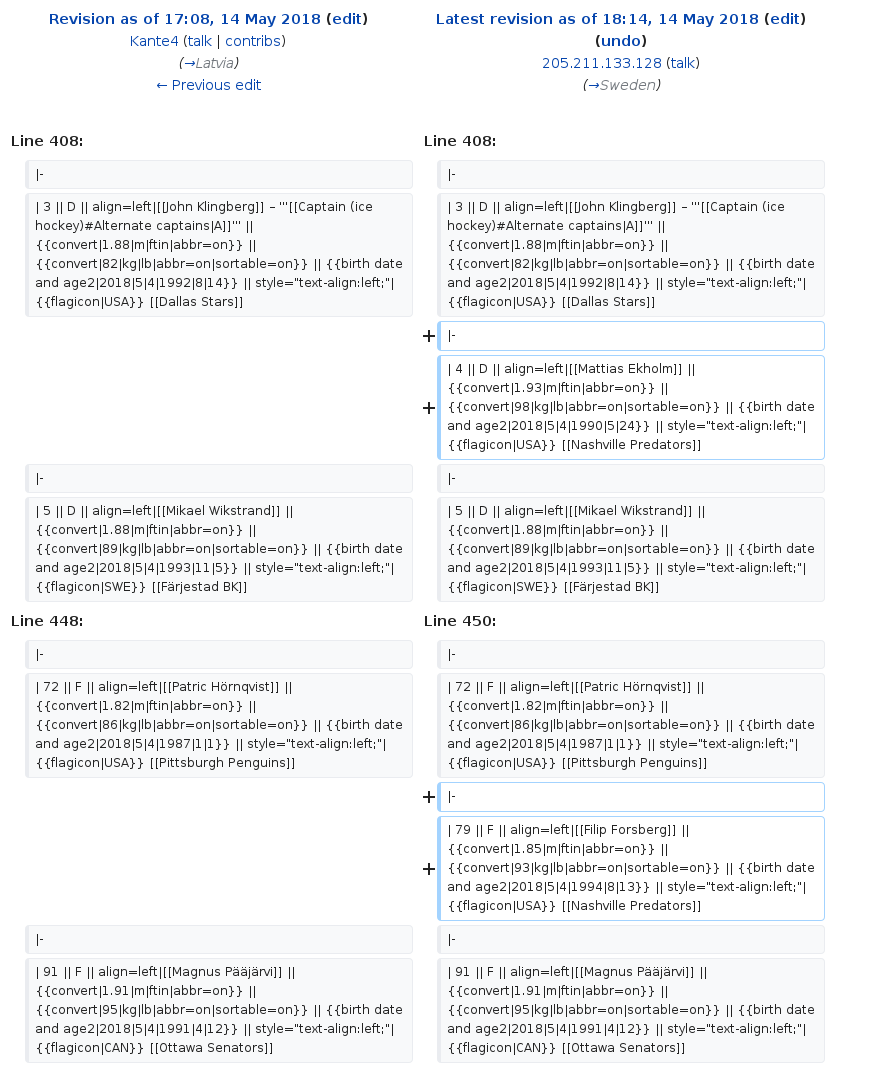 Revision as of 17:08, 14 May 2018 (edit)
Kante4 (talk | contribs)
(→Latvia)
← Previous edit
Latest revision as of 18:14, 14 May 2018 (edit)
(undo)
205.211.133.128 (talk)
(→Sweden)
Line 408:
Line 408:
|-
|-
| 3 || D || align=left|[[John Klingberg]] – '''[[Captain (ice
hockey)#Alternate captains|A]]''' ||
{{convert|1.88|m|ftin|abbr=on}} ||
{{convert|82|kg|lb|abbr=on|sortable=on}} || {{birth date
and age2|2018|5|4|1992|8|14}} || style="text-align:left;"|
{{flagicon|USA}} [[Dallas Stars]]
| 3 || D || align=left|[[John Klingberg]] – '''[[Captain (ice
hockey)#Alternate captains|A]]''' ||
{{convert|1.88|m|ftin|abbr=on}} ||
{{convert|82|kg|lb|abbr=on|sortable=on}} || {{birth date
and age2|2018|5|4|1992|8|14}} || style="text-align:left;"|
{{flagicon|USA}} [[Dallas Stars]]
+ |-
+ | 4 || D || align=left|[[Mattias Ekholm]] ||
{{convert|1.93|m|ftin|abbr=on}} ||
{{convert|98|kg|lb|abbr=on|sortable=on}} || {{birth date
and age2|2018|5|4|1990|5|24}} || style="text-align:left;"|
{{flagicon|USA}} [[Nashville Predators]]
|-
|-
| 5 || D || align=left|[[Mikael Wikstrand]] ||
{{convert|1.88|m|ftin|abbr=on}} ||
{{convert|89|kg|lb|abbr=on|sortable=on}} || {{birth date
and age2|2018|5|4|1993|11|5}} || style="text-align:left;"|
{{flagicon|SWE}} [[Färjestad BK]]
| 5 || D || align=left|[[Mikael Wikstrand]] ||
{{convert|1.88|m|ftin|abbr=on}} ||
{{convert|89|kg|lb|abbr=on|sortable=on}} || {{birth date
and age2|2018|5|4|1993|11|5}} || style="text-align:left;"|
{{flagicon|SWE}} [[Färjestad BK]]
Line 448:
Line 450:
|-
|-
| 72 || F || align=left|[[Patric Hörnqvist]] ||
{{convert|1.82|m|ftin|abbr=on}} ||
{{convert|86|kg|lb|abbr=on|sortable=on}} || {{birth date
and age2|2018|5|4|1987|1|1}} || style="text-align:left;"|
{{flagicon|USA}} [[Pittsburgh Penguins]]
| 72 || F || align=left|[[Patric Hörnqvist]] ||
{{convert|1.82|m|ftin|abbr=on}} ||
{{convert|86|kg|lb|abbr=on|sortable=on}} || {{birth date
and age2|2018|5|4|1987|1|1}} || style="text-align:left;"|
{{flagicon|USA}} [[Pittsburgh Penguins]]
+ |-
+ | 79 || F || align=left|[[Filip Forsberg]] ||
{{convert|1.85|m|ftin|abbr=on}} ||
{{convert|93|kg|lb|abbr=on|sortable=on}} || {{birth date
and age2|2018|5|4|1994|8|13}} || style="text-align:left;"|
{{flagicon|USA}} [[Nashville Predators]]
|-
|-
| 91 || F || align=left|[[Magnus Pääjärvi]] ||
{{convert|1.91|m|ftin|abbr=on}} ||
{{convert|95|kg|lb|abbr=on|sortable=on}} || {{birth date
and age2|2018|5|4|1991|4|12}} || style="text-align:left;"|
{{flagicon|CAN}} [[Ottawa Senators]]
| 91 || F || align=left|[[Magnus Pääjärvi]] ||
{{convert|1.91|m|ftin|abbr=on}} ||
{{convert|95|kg|lb|abbr=on|sortable=on}} || {{birth date
and age2|2018|5|4|1991|4|12}} || style="text-align:left;"|
{{flagicon|CAN}} [[Ottawa Senators]]